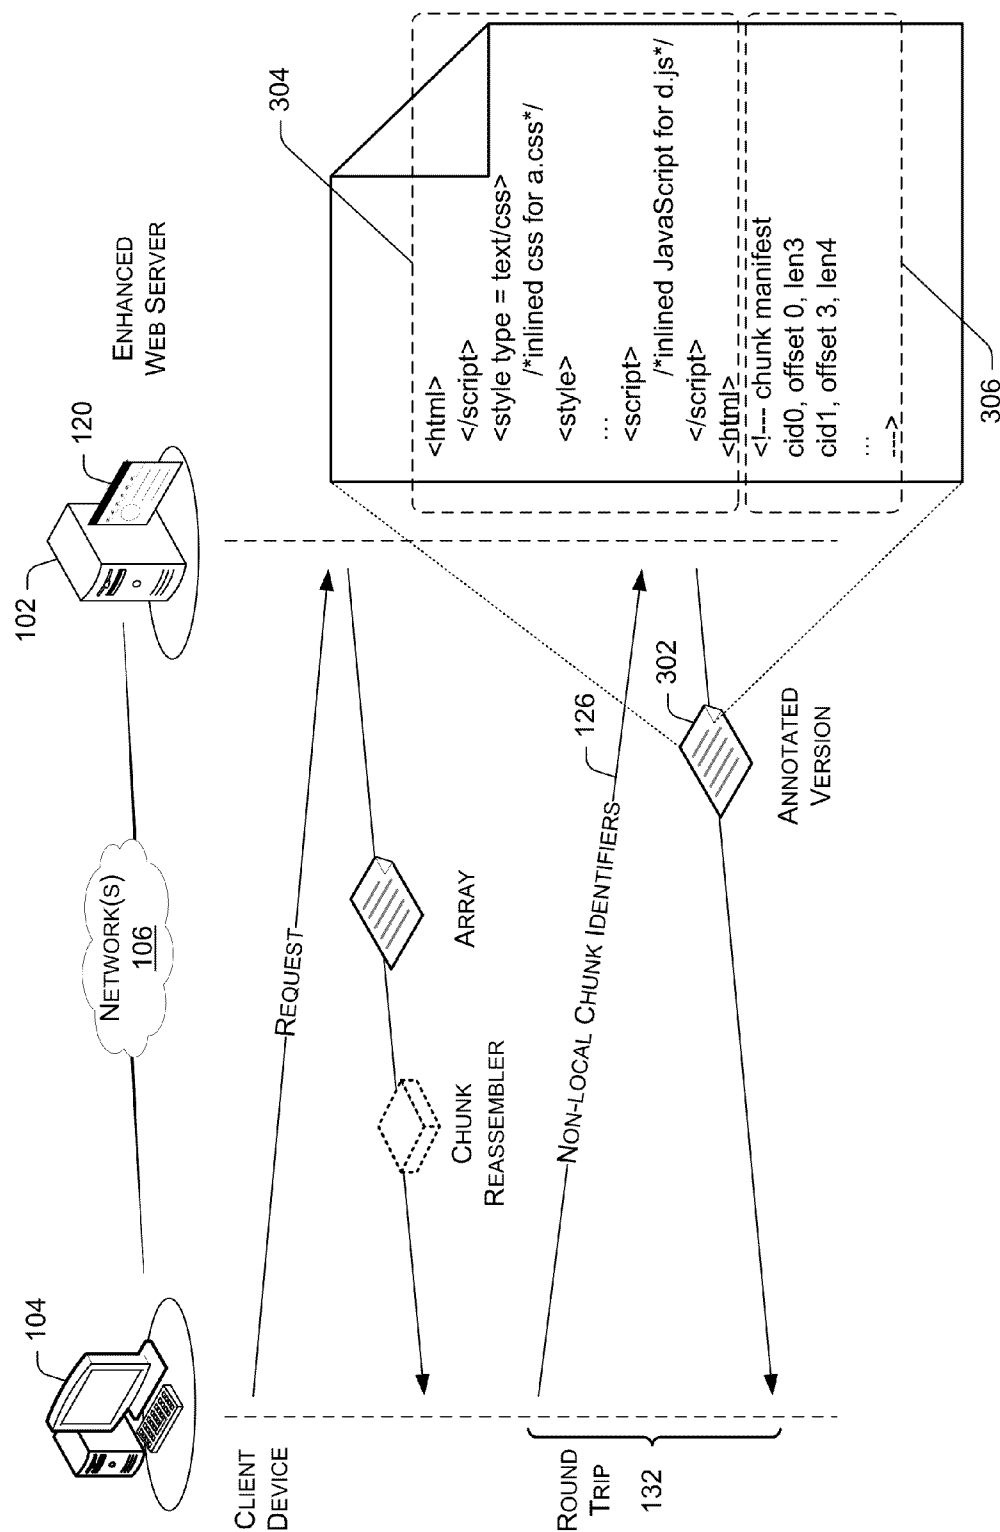 104
NETWORK(S)
106
102
120
ENHANCED
WEB SERVER
CLIENT
DEVICE
REQUEST
CHUNK
REASSEMBLER
ARRAY
ROUND
TRIP
132
NON-LOCAL CHUNK IDENTIFIERS
126
302
ANNOTATED
VERSION
304
<html>
</script>
<style type = text/css>
/*inlined css for a.css*/
<style>
...
<script>
/*inlined JavaScript for d.js*/
</script>
<html>
<!--- chunk manifest
cid0, offset 0, len3
cid1, offset 3, len4
...
--->
306